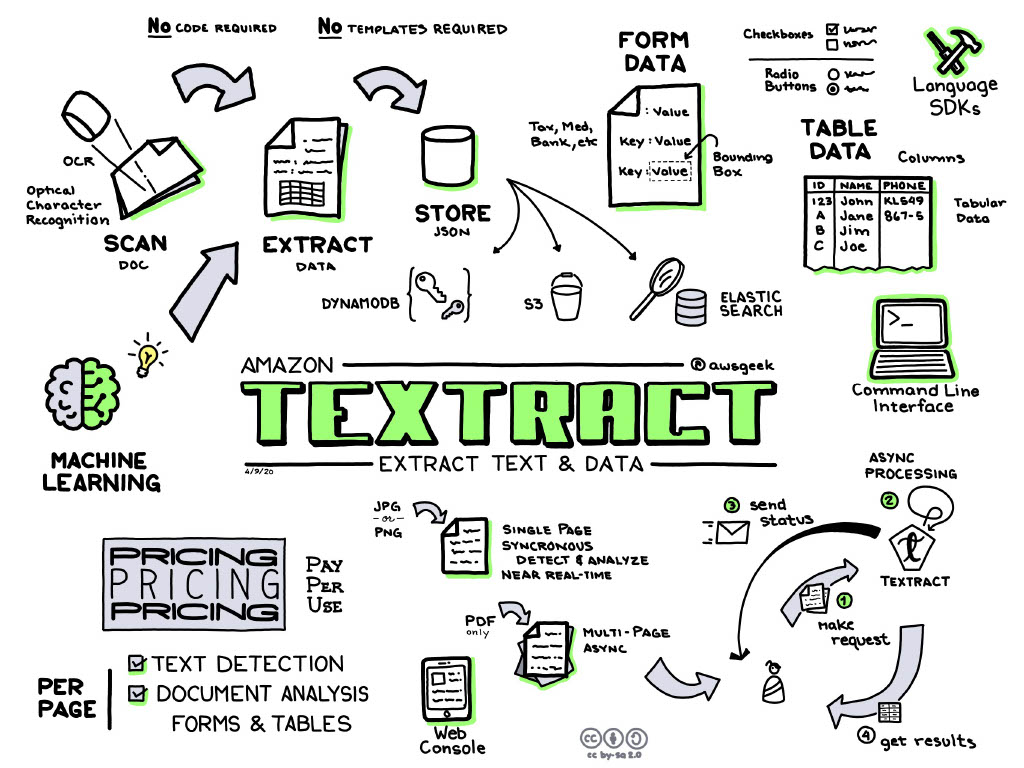 No CODE REQUIRED
No TEMPLATES REQUIRED
OCR
Optical
Character
Recognition
SCAN
DOC
EXTRACT
DATA
STORE
JSON
DYNAMODB
S3
ELASTIC
SEARCH
FORM
DATA
: Value
Key : Value
Key : Value
Tax, Med,
Bank, etc
Bounding
Box
Checkboxes
Radio
Buttons
Language
SDKs
TABLE
DATA
Columns
ID NAME PHONE
123 John KL549
A Jane 867-5
B Jim
C Joe
Tabular
Data
>_
Command Line
Interface
MACHINE
LEARNING
AMAZON
@awsgeek
TEXTRACT
4/9/20
EXTRACT TEXT & DATA
PRICING
PRICING
PRICING
PAY
PER
USE
PER
PAGE
TEXT DETECTION
DOCUMENT ANALYSIS
FORMS & TABLES
JPG
-or-
PNG
SINGLE PAGE
SYNCRONOUS
DETECT & ANALYZE
NEAR REAL-TIME
PDF
only
MULTI-PAGE
ASYNC
Web
Console
ASYNC
PROCESSING
2
TEXTRACT
3 send
status
1
make
request
4 get results
cc
cc by-sa 2.0